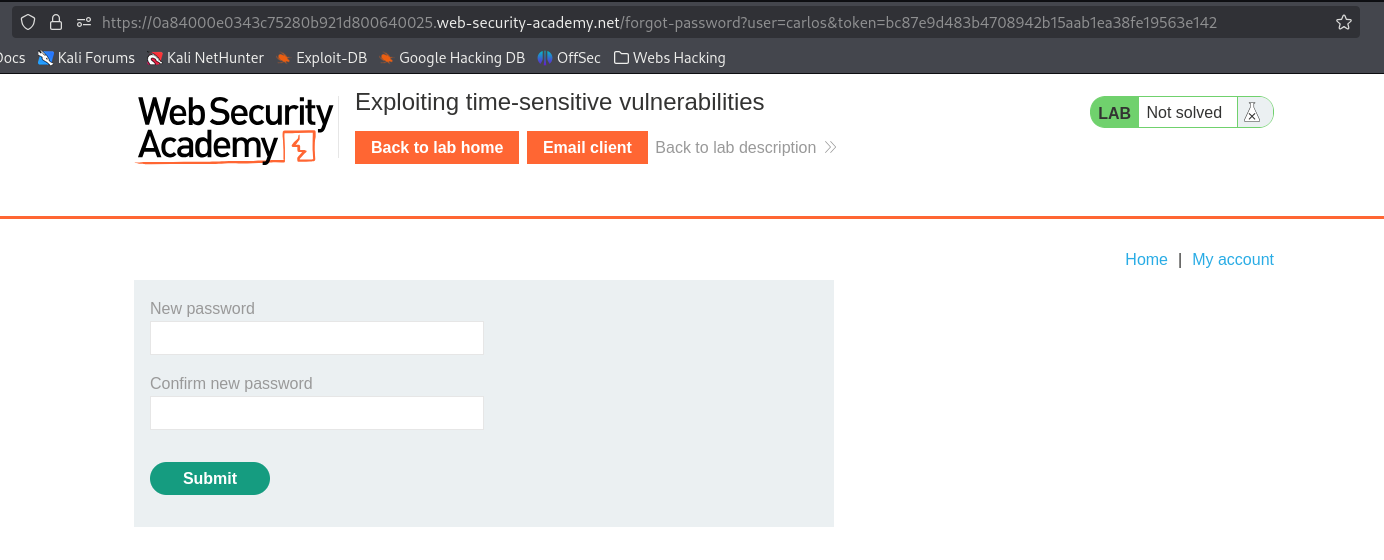 https://0a84000e0343c75280b921d800640025.web-security-academy.net/forgot-password?user=carlos&token=bc87e9d483b4708942b15aab1ea38fe19563e142
Docs Kali Forums Kali NetHunter Exploit-DB Google Hacking DB OffSec Webs Hacking
Web Security
Academy
Exploiting time-sensitive vulnerabilities
LAB Not solved
Back to lab home Email client Back to lab description
Home | My account
New password
Confirm new password
Submit